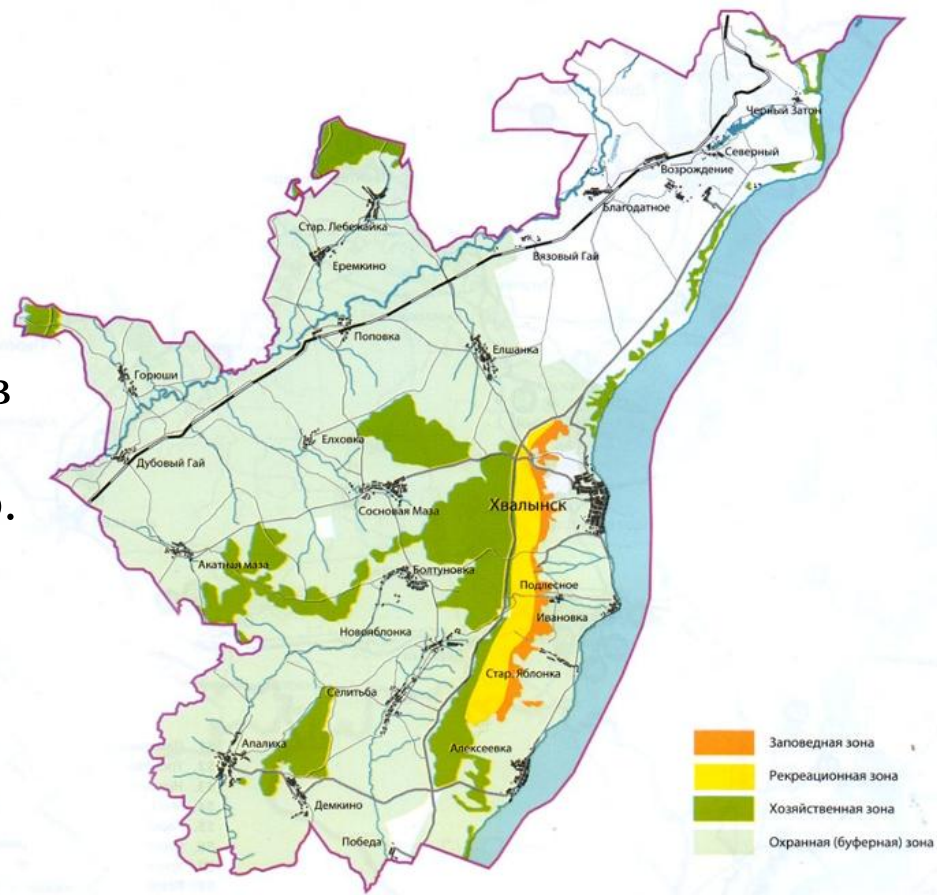 Черный Затон
Северный
Возрождение
Благодатное
Стар. Лебежайка
Вязовый Гай
Еремкино
Поповка
Елшанка
Горюши
в
Елховка
Дубовый Гай
Сосновая Маза
Хвалынск
.
Акатная маза
Болтуновка
Подлесное
Ивановка
Новояблонка
Стар. Яблонка
Селитьба
Апалиха
Алексеевка
Заповедная зона
Рекреационная зона
Демкино
Хозяйственная зона
Победа
Охранная (буферная) зона